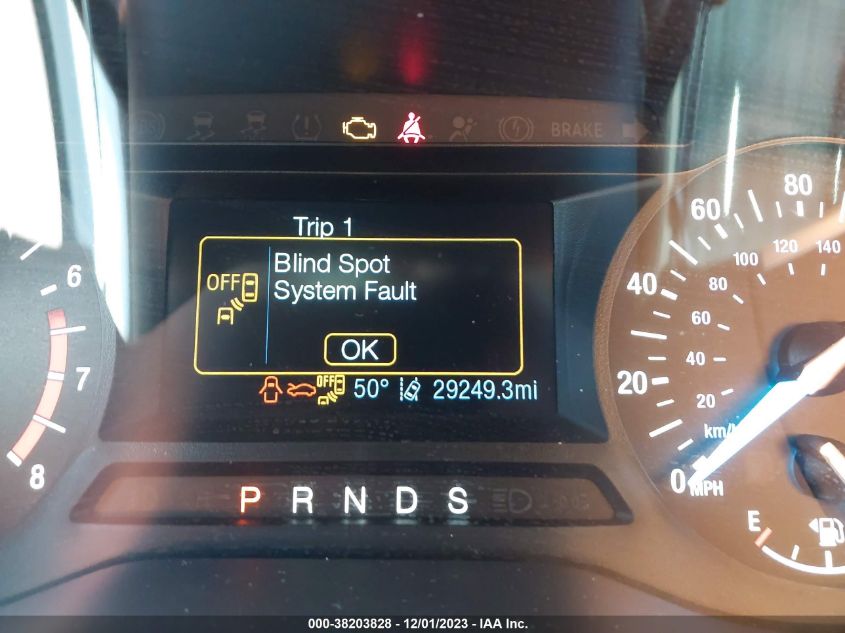 BRAKE
Trip 1
OFF
Blind Spot
System Fault
OK
OFF 50° 29249.3mi
6
7
8
0
20
40
60
80
20
40
60
80
100
120
140
km/
MPH
P R N D S
E
000-38203828 - 12/01/2023 - IAA Inc.